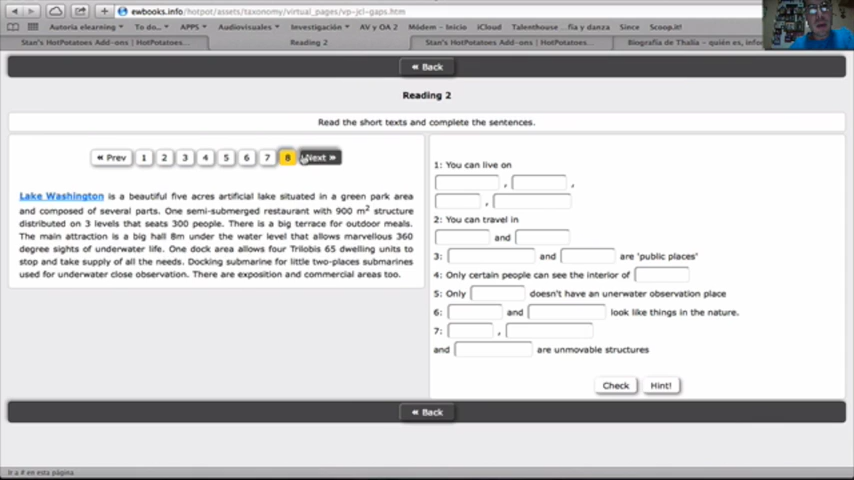 ewbooks.info/hotpot/assets/taxonomy/virtual_pages/vp-jcl-gaps.htm
Autoría elearning To do... APPS Audiovisuales Investigación AV y OA 2 Módem - Inicio iCloud Talenthouse ...fía y danza Since Scoop.it!
Stan's HotPotatoes Add-ons | HotPotatoes... Reading 2 Stan's HotPotatoes Add-ons | HotPotatoes... Biografía de Thalia - quién es, infor
« Back
Reading 2
Read the short texts and complete the sentences.
« Prev 1 2 3 4 5 6 7 8 Next »
Lake Washington is a beautiful five acres artificial lake situated in a green park area
and composed of several parts. One semi-submerged restaurant with 900 m² structure
distributed on 3 levels that seats 300 people. There is a big terrace for outdoor meals.
The main attraction is a big hall 8m under the water level that allows marvellous 360
degree sights of underwater life. One dock area allows four Trilobis 65 dwelling units to
stop and take supply of all the needs. Docking submarine for little two-places submarines
used for underwater close observation. There are exposition and commercial areas too.
1: You can live on
, ,
,
2: You can travel in
and
3: and are 'public places'
4: Only certain people can see the interior of
5: Only doesn't have an unerwater observation place
6: and look like things in the nature.
7: ,
and are unmovable structures
Check Hint!
« Back
Ir a # en esta página